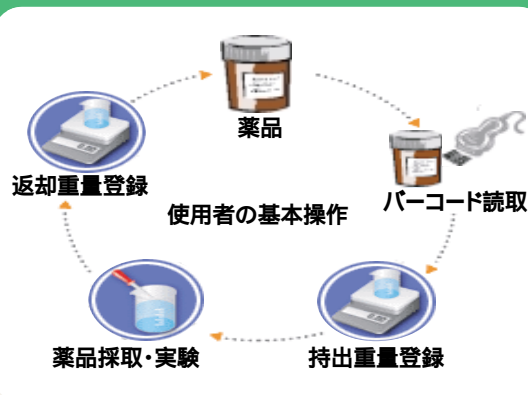 薬品
バーコード読取
持出重量登録
薬品採取・実験
返却重量登録
使用者の基本操作